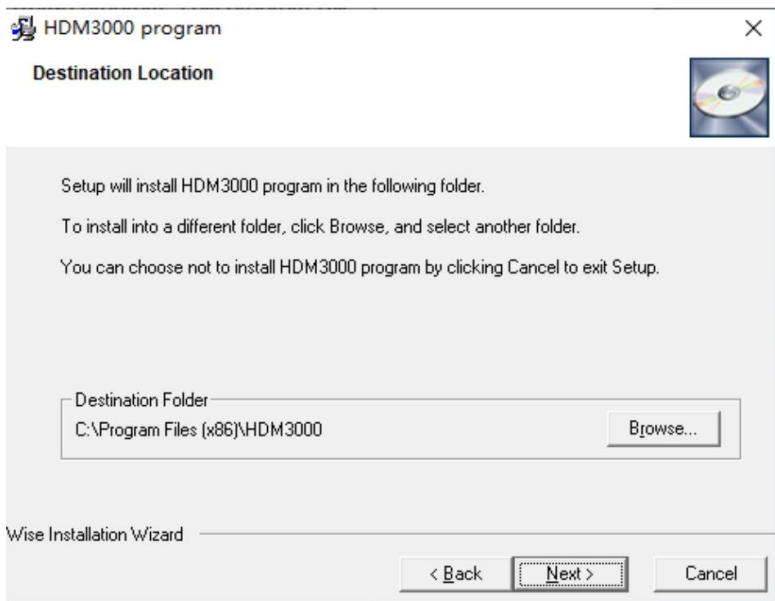 HDM3000 program
Destination Location
Setup will install HDM3000 program in the following folder.
To install into a different folder, click Browse, and select another folder.
You can choose not to install HDM3000 program by clicking Cancel to exit Setup.
Destination Folder
C:\Program Files (x86)\HDM3000
Browse...
Wise Installation Wizard
< Back
Next >
Cancel